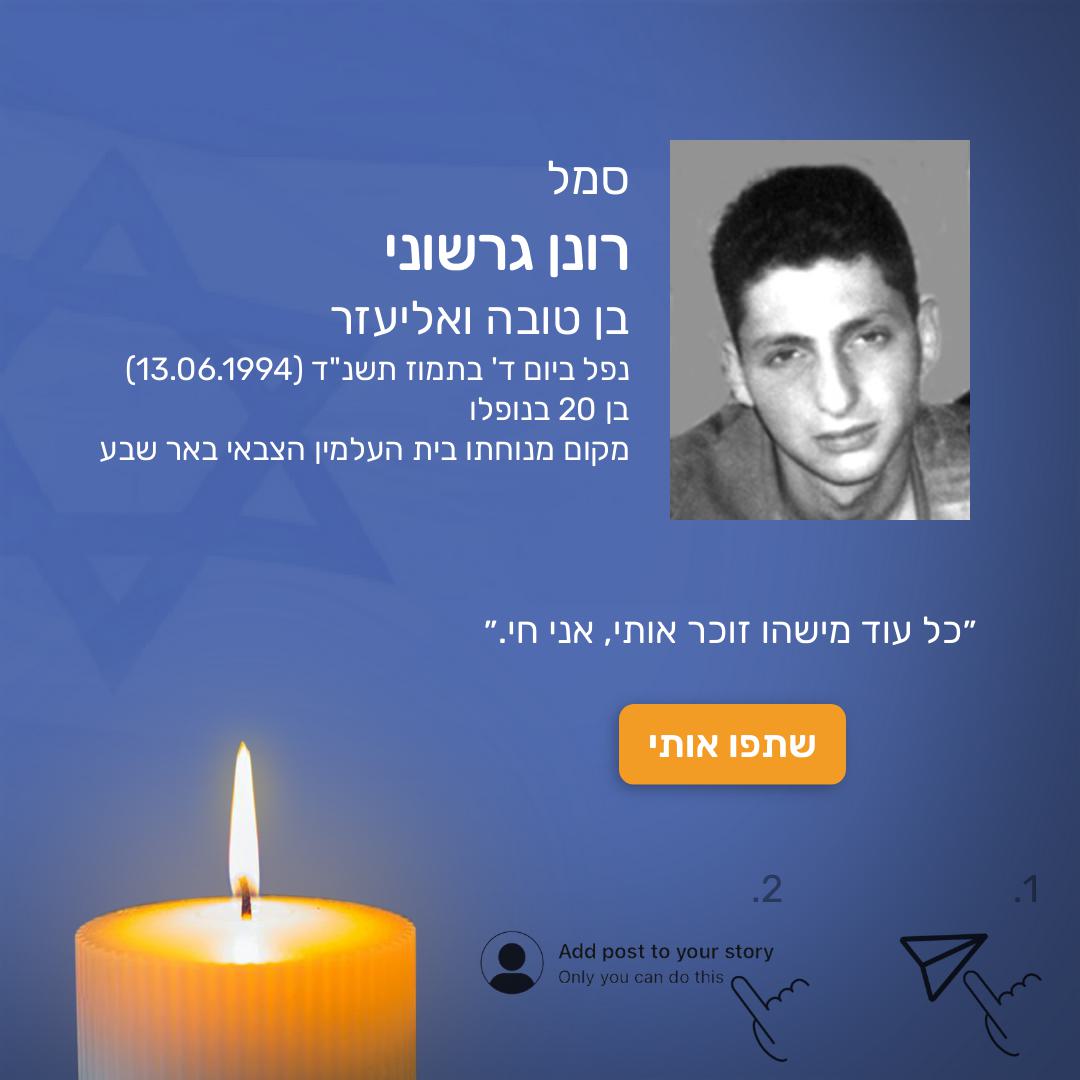 סמל
רונן גרשוני
בן טובה ואליעזר
נפל ביום ד' בתמוז תשנ"ד (13.06.1994)
בן 20 בנופלו
מקום מנוחתו בית העלמין הצבאי באר שבע
״כל עוד מישהו זוכר אותי, אני חי.״
שתפו אותי
.1
.2
Add post to your story
Only you can do this